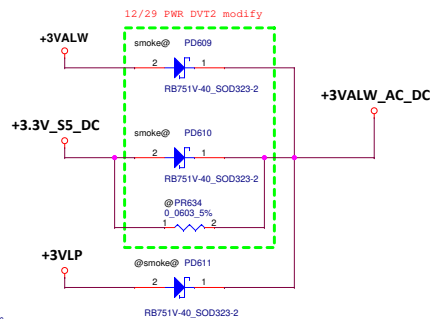 12/29 PWR DVT2 modify
+3VALW
smoke@ PD609
2 1
RB751V-40_SOD323-2
+3VALW_AC_DC
+3.3V_S5_DC
smoke@ PD610
2 1
RB751V-40_SOD323-2
@PR634
0_0603_5%
1 2
+3VLP
@smoke@ PD611
2 1
RB751V-40_SOD323-2